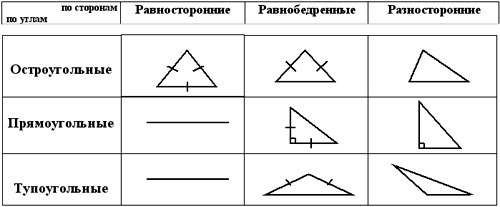 по сторонам
по углам
Равносторонние
Равнобедренные
Разносторонние
Остроугольные
Прямоугольные
Тупоугольные